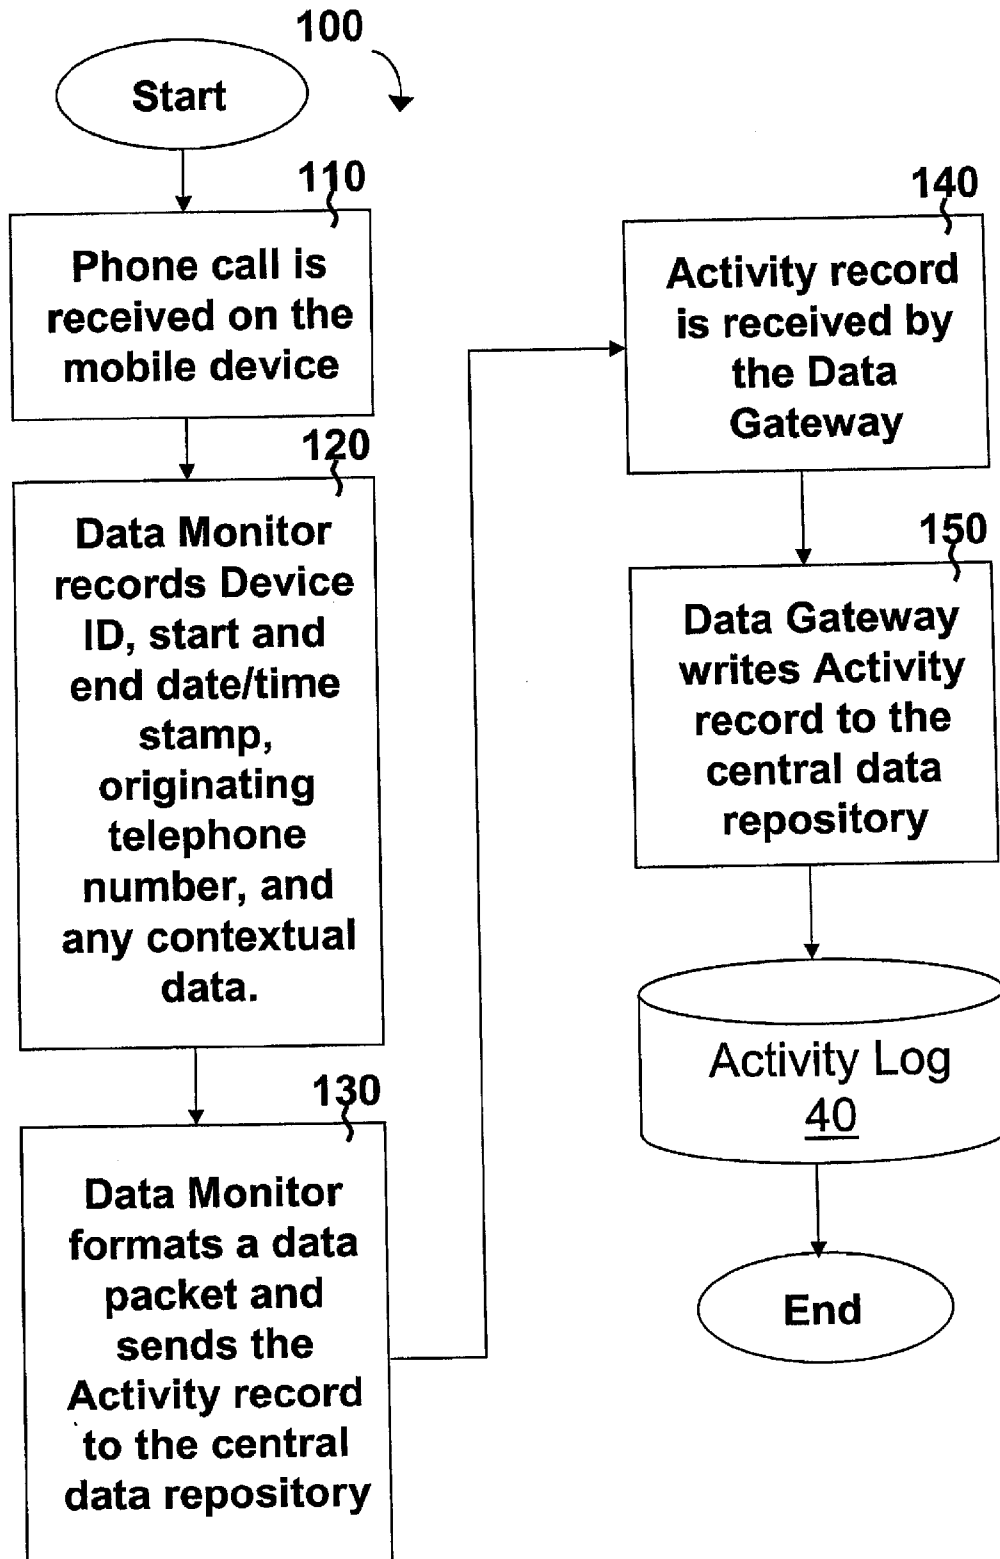 100
Start
110
Phone call is
received on the
mobile device
120
Data Monitor
records Device
ID, start and
end date/time
stamp,
originating
telephone
number, and
any contextual
data.
130
Data Monitor
formats a data
packet and
sends the
Activity record
to the central
data repository
140
Activity record
is received by
the Data
Gateway
150
Data Gateway
writes Activity
record to the
central data
repository
Activity Log
40
End